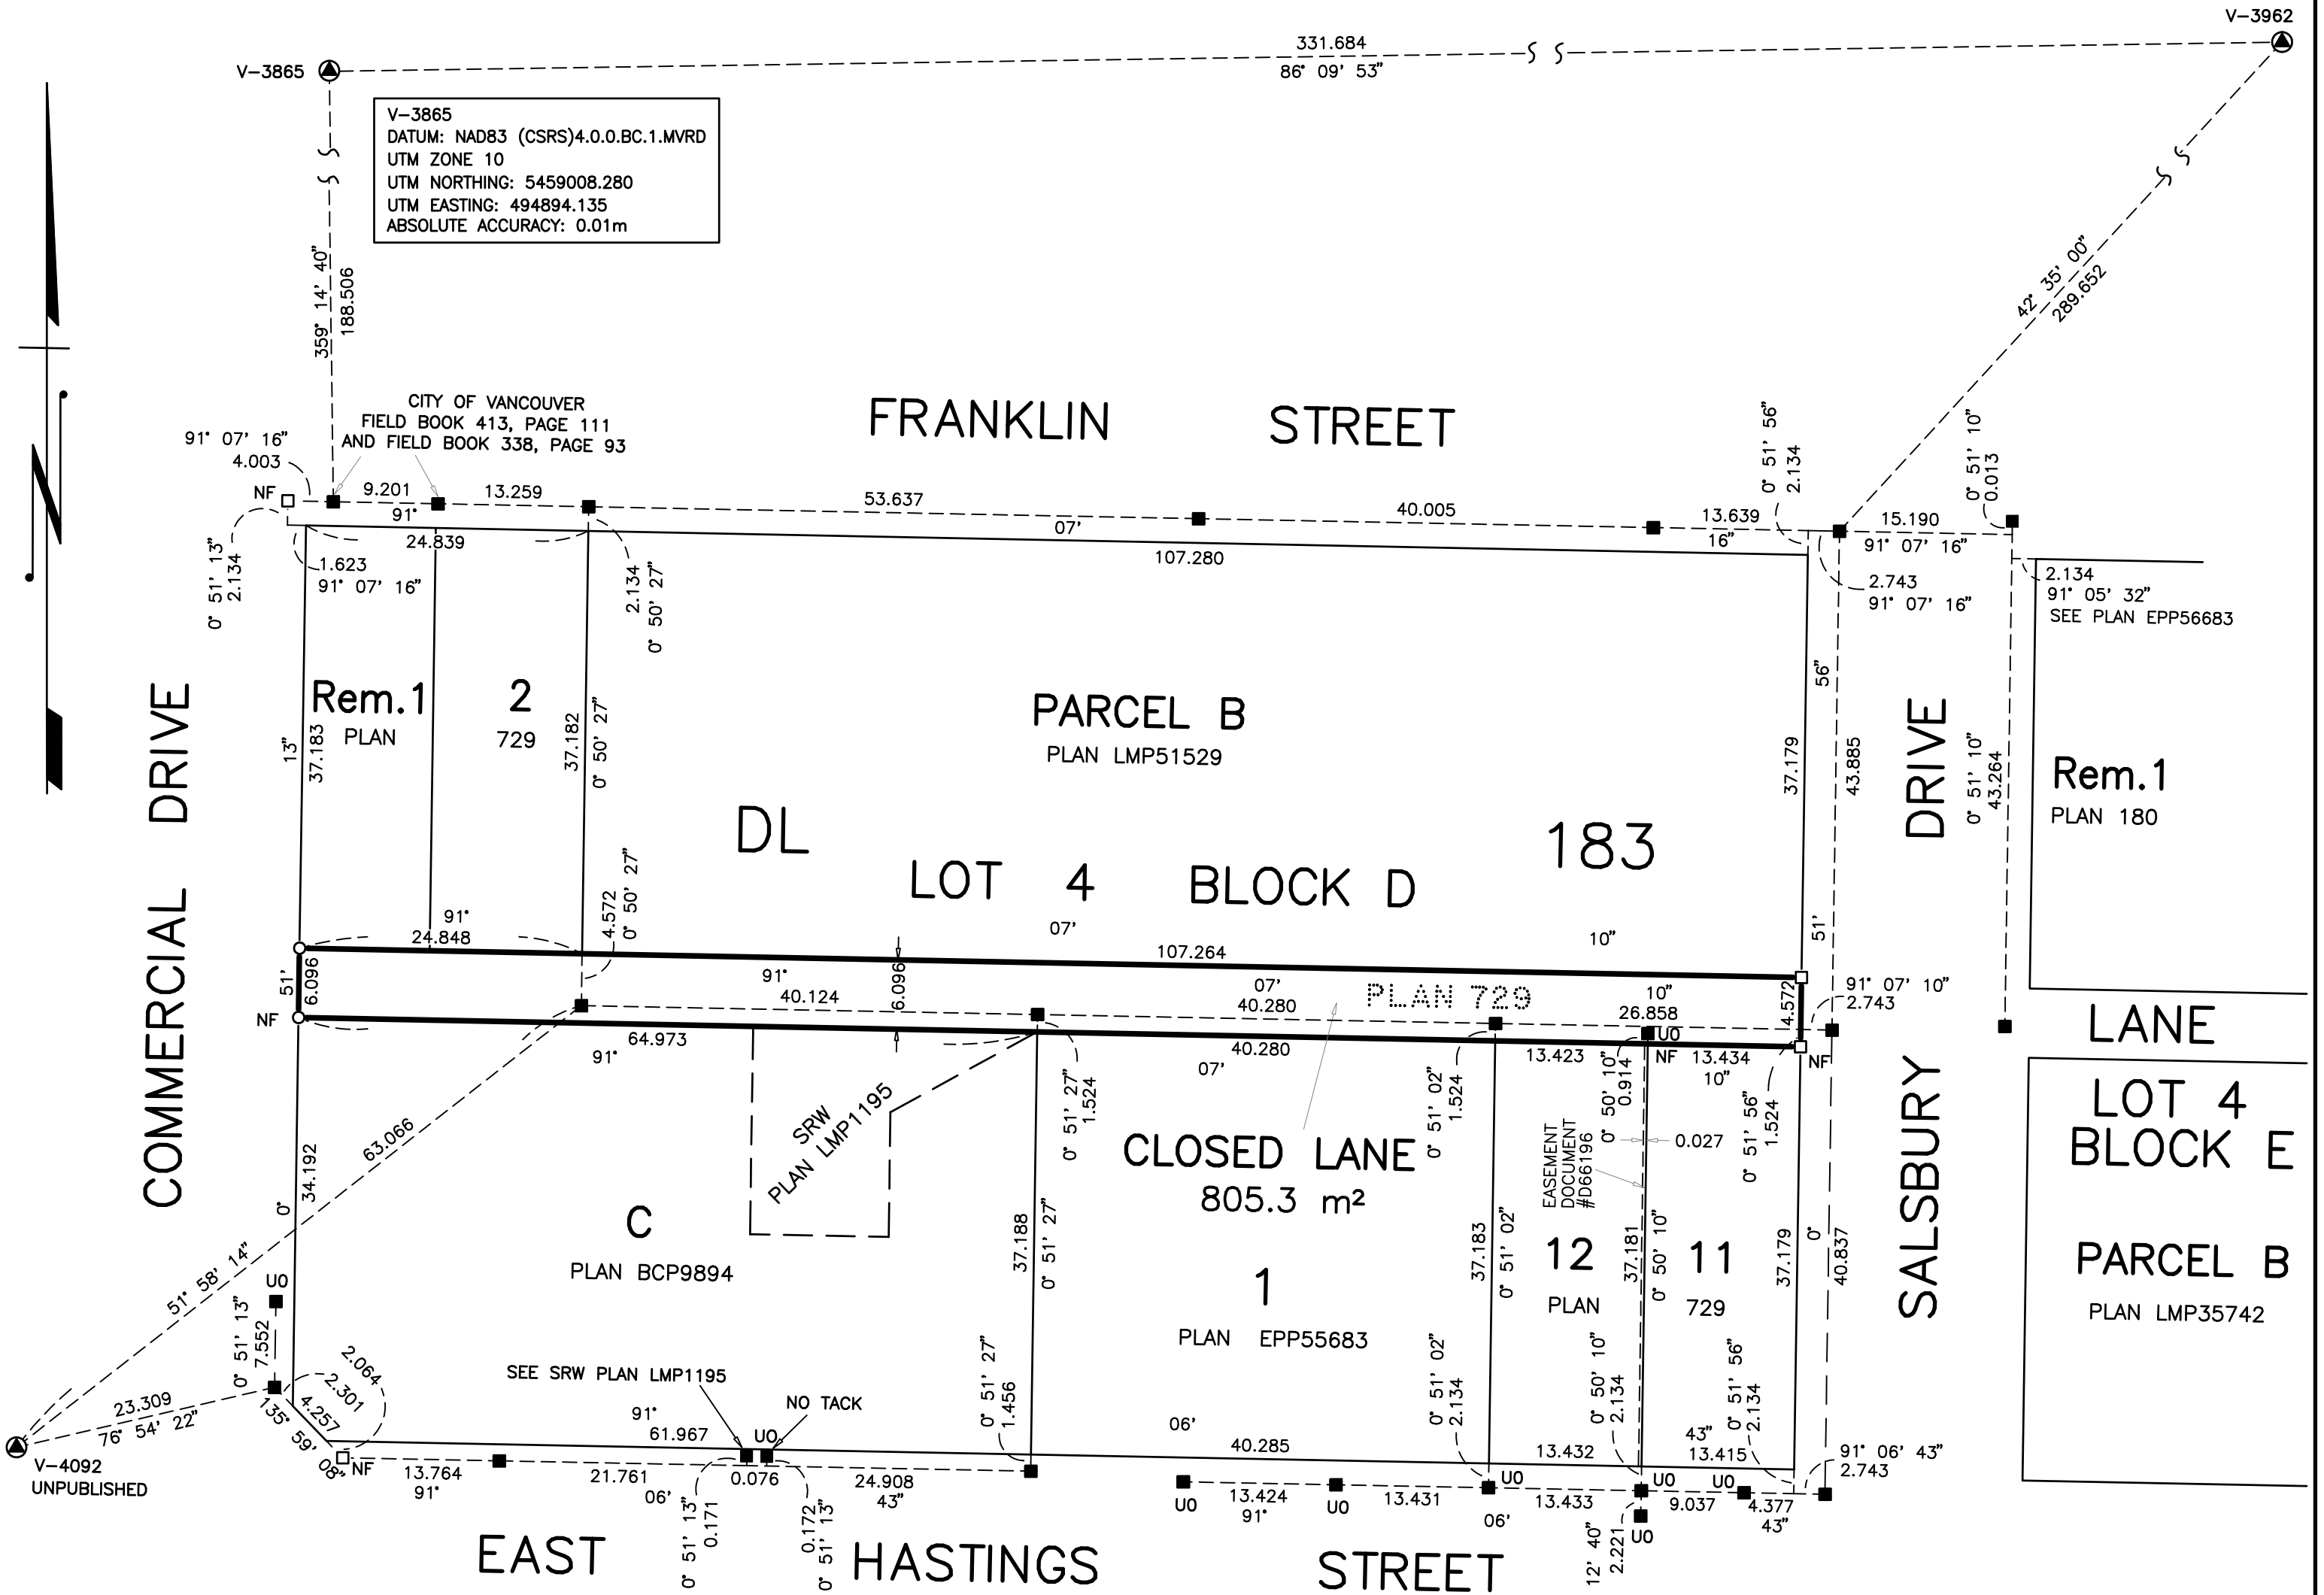 V-3962
331.684
86° 09' 53"
V-3865
V-3865
DATUM: NAD83 (CSRS)4.0.0.BC.1.MVRD
UTM ZONE 10
UTM NORTHING: 5459008.280
UTM EASTING: 494894.135
ABSOLUTE ACCURACY: 0.01m
359° 14' 40"
188.506
42° 35' 00"
289.652
CITY OF VANCOUVER
FIELD BOOK 413, PAGE 111
AND FIELD BOOK 338, PAGE 93
FRANKLIN STREET
91° 07' 16"
4.003
NF
9.201
91°
13.259
53.637
07'
40.005
13.639
16"
0° 51' 56"
2.134
15.190
91° 07' 16"
0° 51' 10"
0.013
0° 51' 13"
2.134
1.623
91° 07' 16"
24.839
2.134
0° 50' 27"
107.280
2.743
91° 07' 16"
2.134
91° 05' 32"
SEE PLAN EPP56683
COMMERCIAL DRIVE
13"
37.183
Rem.1
PLAN
2
729
37.182
0° 50' 27"
PARCEL B
PLAN LMP51529
56"
37.179
43.885
SALSBURY DRIVE
0° 51' 10"
43.264
Rem.1
PLAN 180
DL 183
LOT 4 BLOCK D
4.572
0° 50' 27"
91°
24.848
07'
107.264
10"
51'
51'
6.096
91°
40.124
6.096
07'
40.280
PLAN 729
10"
26.858
4.572
91° 07' 10"
2.743
LANE
NF
64.973
91°
40.280
07'
13.423
UO
NF
13.434
10"
NF
63.066
51° 58' 14"
0° 51' 27"
1.524
0° 51' 02"
1.524
0° 50' 10"
0.914
0° 51' 56"
1.524
SRW
PLAN LMP1195
CLOSED LANE
805.3 m²
EASEMENT
DOCUMENT
#D66196
0.027
LOT 4
BLOCK E
34.192
0°
C
PLAN BCP9894
37.188
0° 51' 27"
1
PLAN EPP55683
37.183
0° 51' 02"
12
PLAN
37.181
0° 50' 10"
11
729
37.179
0°
40.837
PARCEL B
PLAN LMP35742
UO
0° 51' 13"
7.552
2.064
2.301
4.257
135° 59' 08"
23.309
76° 54' 22"
V-4092
UNPUBLISHED
SEE SRW PLAN LMP1195
NO TACK
91°
61.967
UO
0° 51' 27"
1.456
06'
40.285
0° 51' 02"
2.134
13.432
0° 50' 10"
2.134
43"
13.415
0° 51' 56"
2.134
91° 06' 43"
2.743
NF
13.764
91°
21.761
06'
0.076
24.908
43"
0° 51' 13"
0.171
0.172
0° 51' 13"
UO
13.424
91°
UO
13.431
UO
13.433
06'
UO
9.037
UO
4.377
43"
12' 40"
2.221
UO
EAST HASTINGS STREET